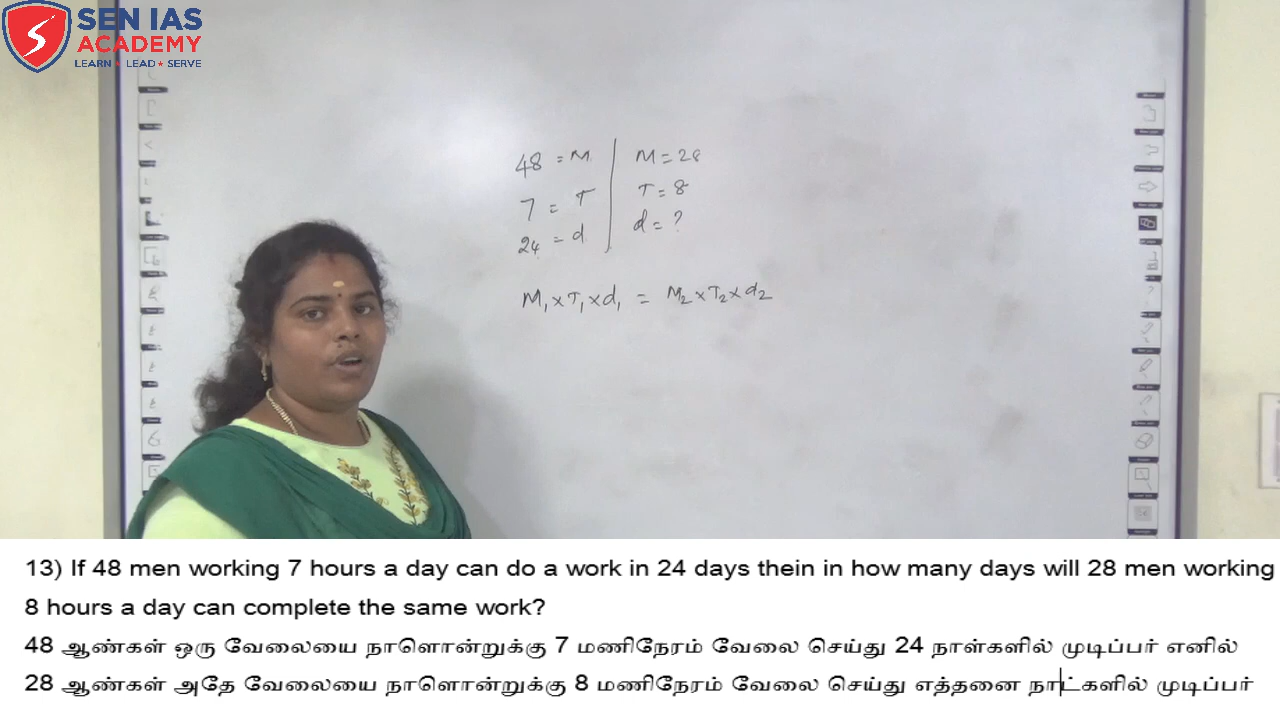 SEN IAS
ACADEMY
LEARN ★ LEAD ★ SERVE
48 = M | M = 28
7 = T | T = 8
24 = d | d = ?
M₁ × T₁ × d₁ = M₂ × T₂ × d₂
13) If 48 men working 7 hours a day can do a work in 24 days thein in how many days will 28 men working
8 hours a day can complete the same work?
48 ஆண்கள் ஒரு வேலையை நாளொன்றுக்கு 7 மணிநேரம் வேலை செய்து 24 நாள்களில் முடிப்பர் எனில்
28 ஆண்கள் அதே வேலையை நாளொன்றுக்கு 8 மணிநேரம் வேலை செய்து எத்தனை நாட்களில் முடிப்பர்